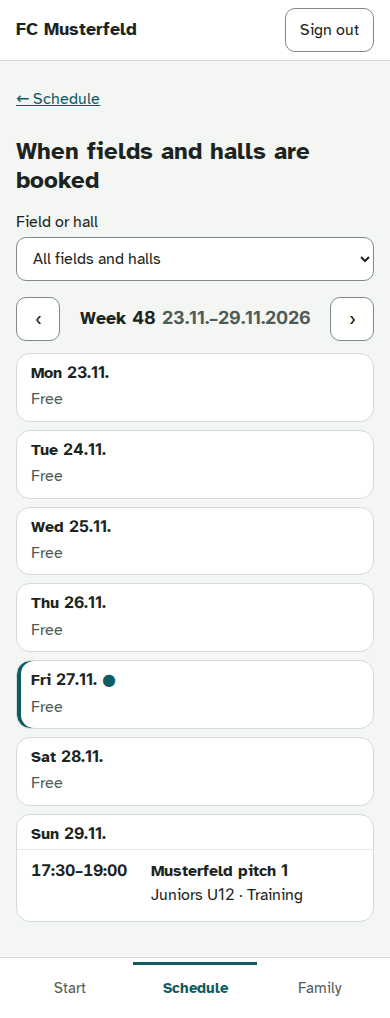 FC Musterfeld
Sign out
← Schedule
When fields and halls are
booked
Field or hall
All fields and halls
‹
Week 48 23.11.–29.11.2026
›
Mon 23.11.
Free
Tue 24.11.
Free
Wed 25.11.
Free
Thu 26.11.
Free
Fri 27.11.
Free
Sat 28.11.
Free
Sun 29.11.
17:30–19:00 Musterfeld pitch 1
Juniors U12 · Training
Start
Schedule
Family